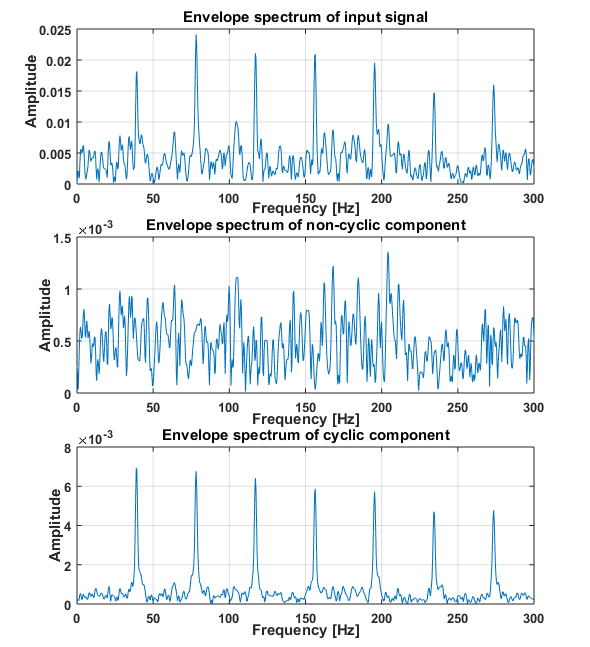 Envelope spectrum of input signal
0.025
0.02
0.015
0.01
0.005
0
Amplitude
0 50 100 150 200 250 300
Frequency [Hz]
Envelope spectrum of non-cyclic component
×10-3
1.5
1
0.5
0
Amplitude
0 50 100 150 200 250 300
Frequency [Hz]
Envelope spectrum of cyclic component
×10-3
8
6
4
2
0
Amplitude
0 50 100 150 200 250 300
Frequency [Hz]